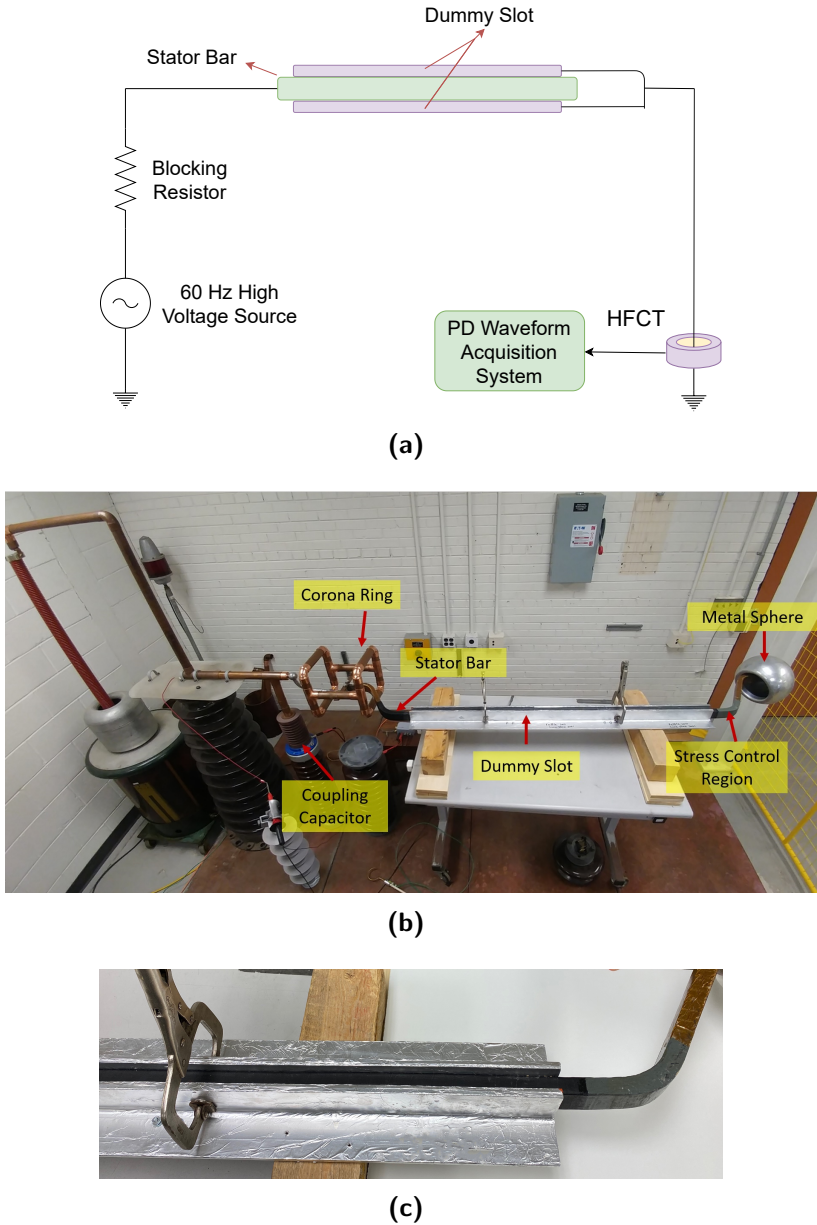 Dummy Slot
Stator Bar
Blocking
Resistor
60 Hz High
Voltage Source
HFCT
PD Waveform
Acquisition
System
(a)
Corona Ring
Metal Sphere
Stator Bar
Dummy Slot
Stress Control
Region
Coupling
Capacitor
(b)
(c)